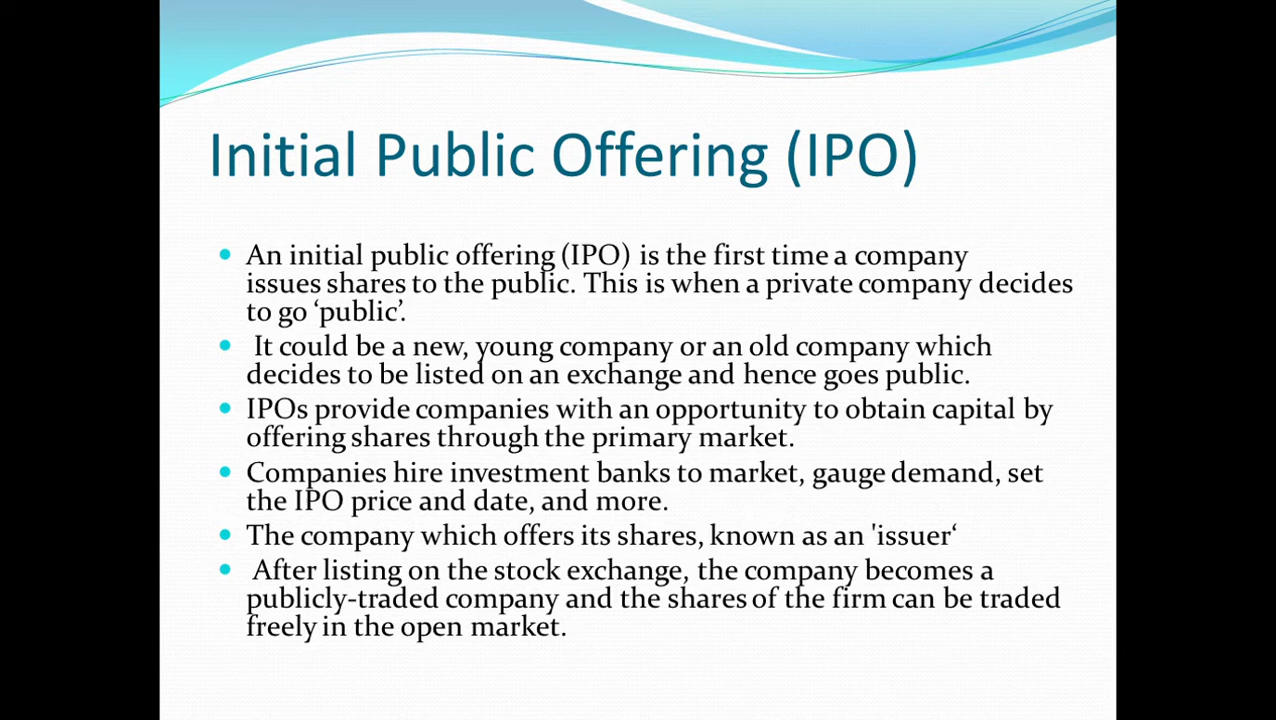 Initial Public Offering (IPO)
• An initial public offering (IPO) is the first time a company
issues shares to the public. This is when a private company decides
to go ‘public’.
• It could be a new, young company or an old company which
decides to be listed on an exchange and hence goes public.
• IPOs provide companies with an opportunity to obtain capital by
offering shares through the primary market.
• Companies hire investment banks to market, gauge demand, set
the IPO price and date, and more.
• The company which offers its shares, known as an 'issuer‘
• After listing on the stock exchange, the company becomes a
publicly-traded company and the shares of the firm can be traded
freely in the open market.